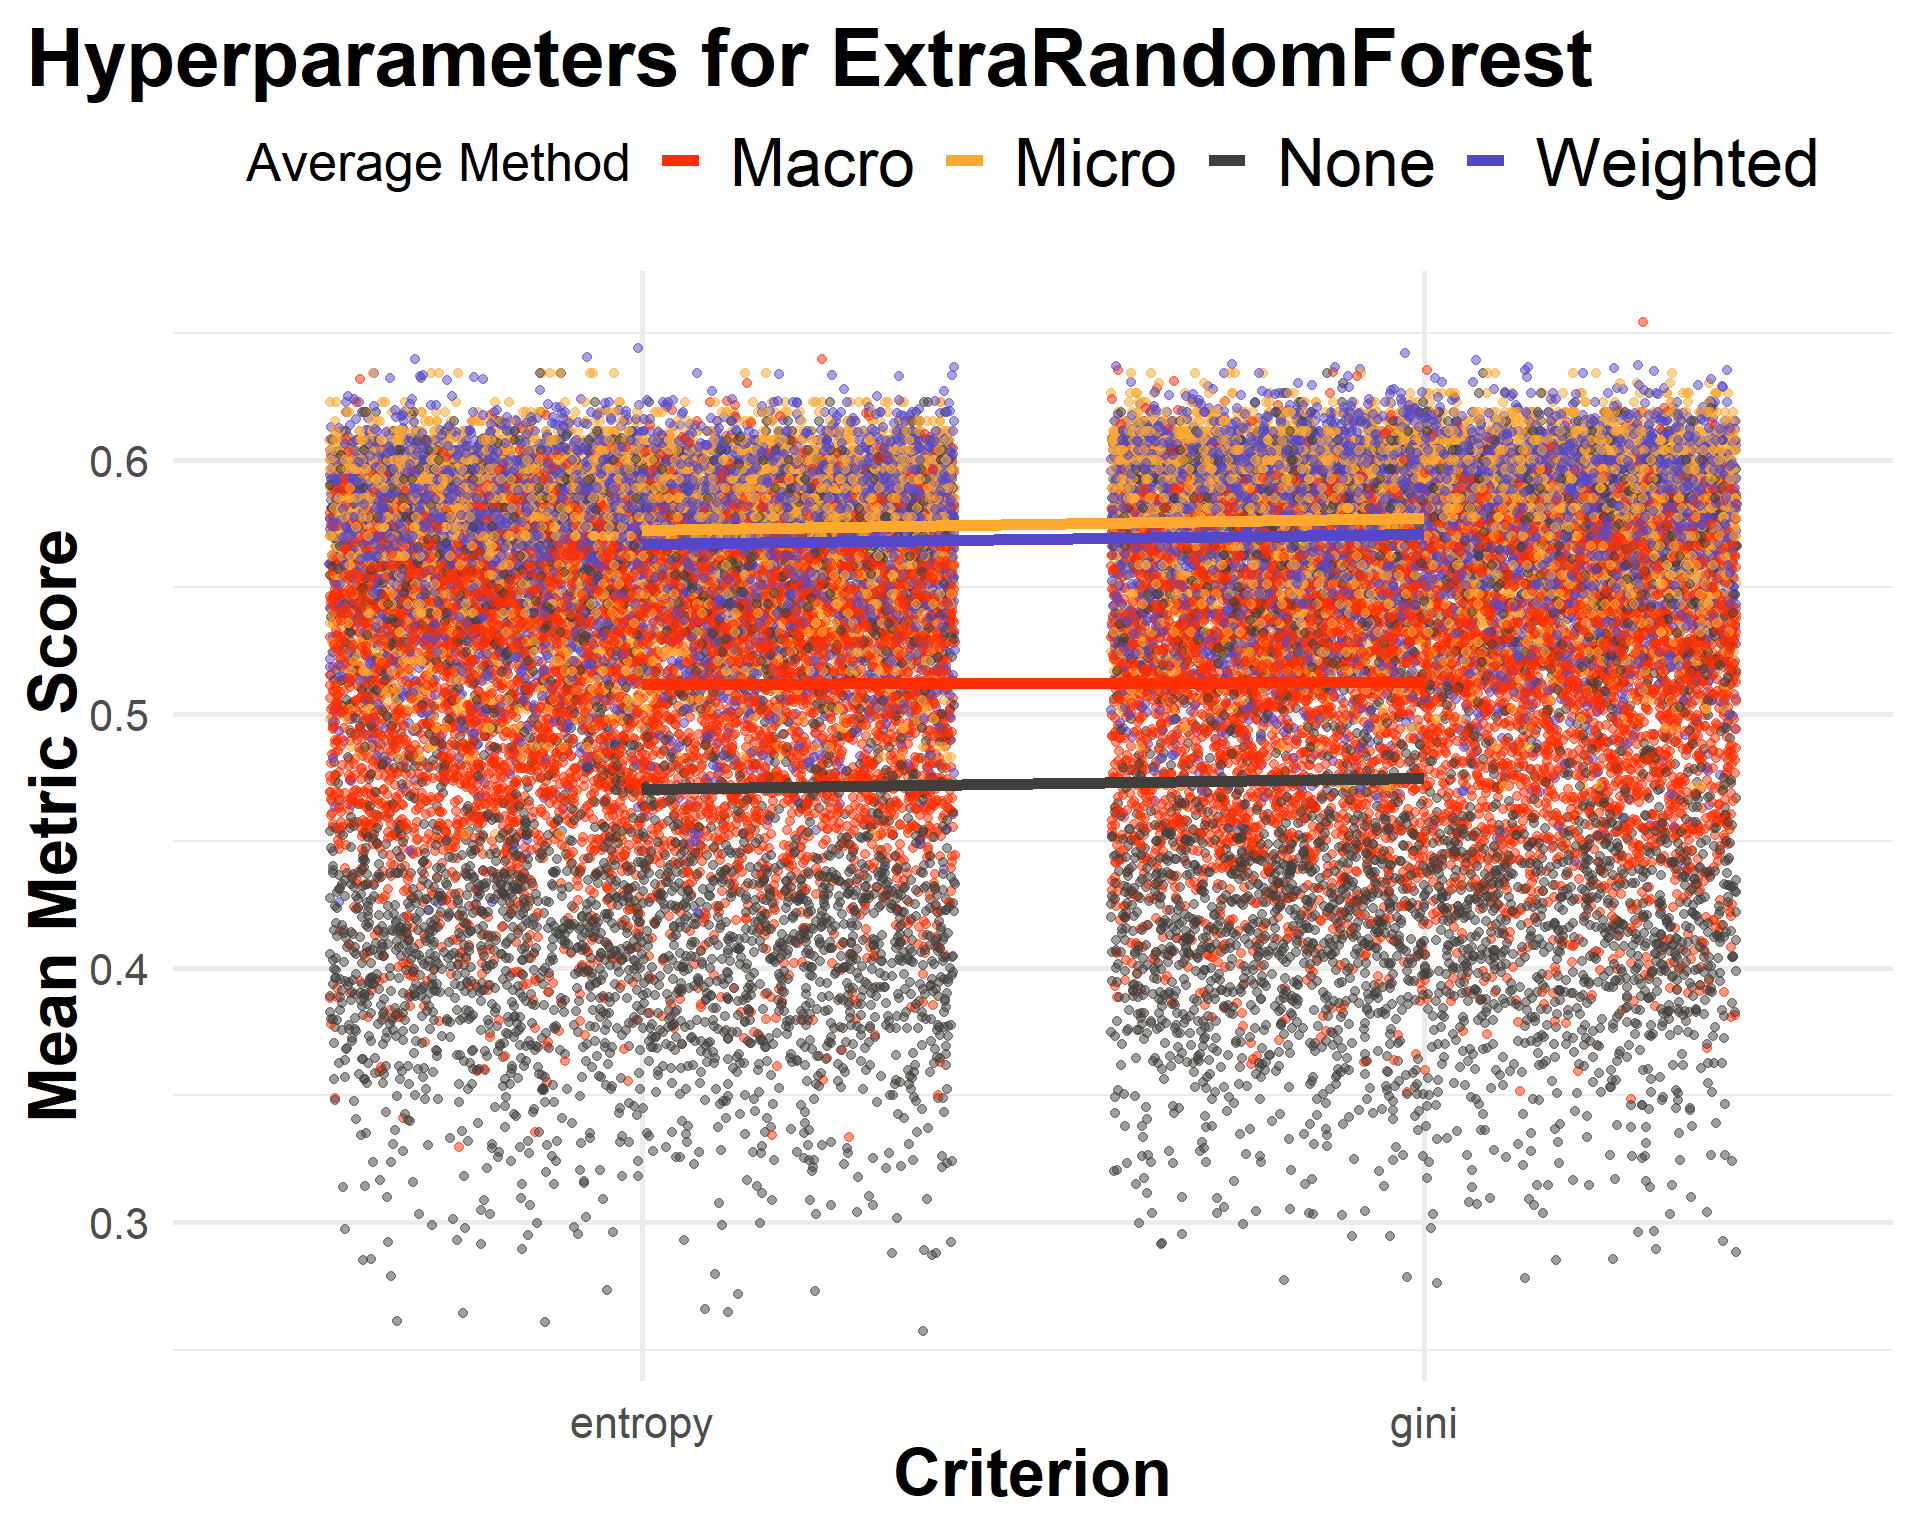 Hyperparameters for ExtraRandomForest
Average Method Macro Micro None Weighted
Mean Metric Score
0.6
0.5
0.4
0.3
entropy gini
Criterion